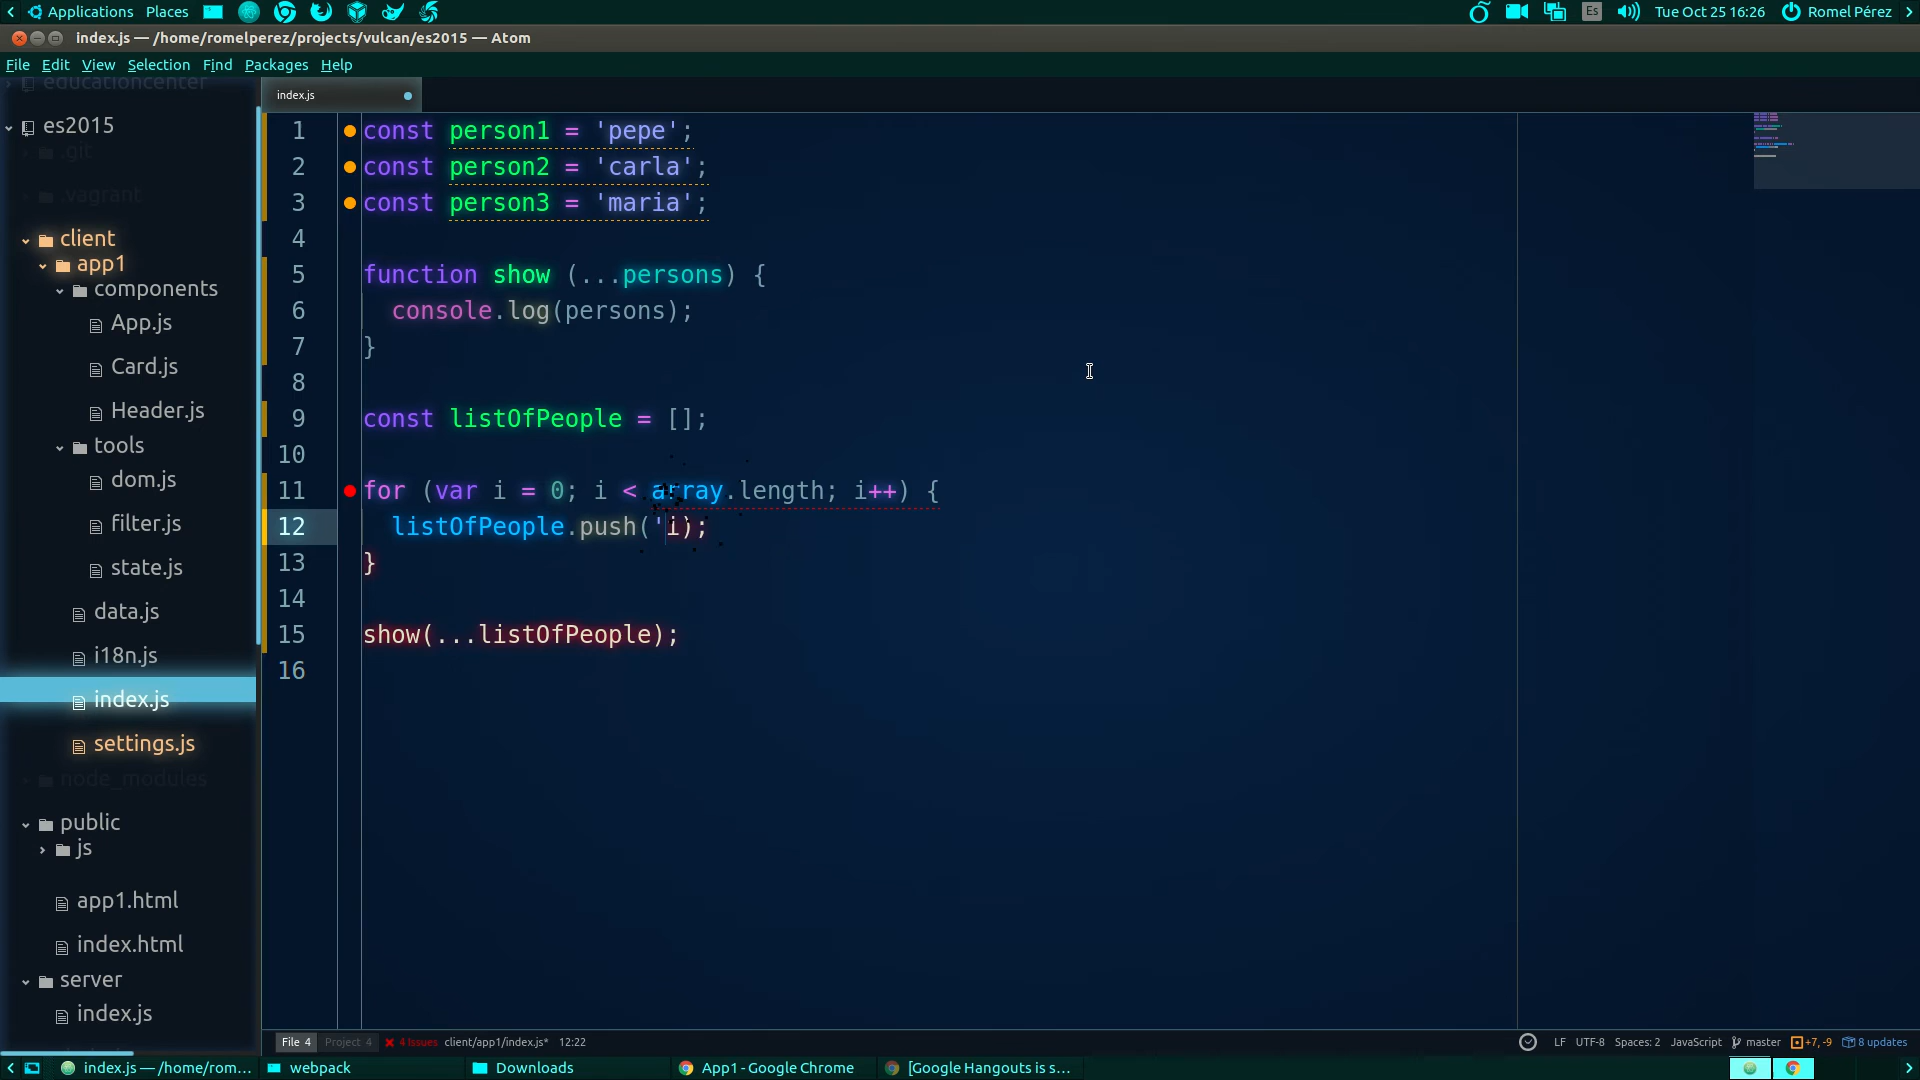 Applications Places Es Tue Oct 25 16:26 Romel Pérez
index.js — /home/romelperez/projects/vulcan/es2015 — Atom
File Edit View Selection Find Packages Help
educationcenter
es2015
.git
.vagrant
client
app1
components
App.js
Card.js
Header.js
tools
dom.js
filter.js
state.js
data.js
i18n.js
index.js
settings.js
node_modules
public
js
app1.html
index.html
server
index.js
index.js
1 const person1 = 'pepe';
2 const person2 = 'carla';
3 const person3 = 'maria';
4
5 function show (...persons) {
6 console.log(persons);
7 }
8
9 const listOfPeople = [];
10
11 for (var i = 0; i < array.length; i++) {
12 listOfPeople.push('i);
13 }
14
15 show(...listOfPeople);
16
File 4 Project 4 4 Issues client/app1/index.js* 12:22 LF UTF-8 Spaces: 2 JavaScript master +7, -9 8 updates
index.js — /home/rom... webpack Downloads App1 - Google Chrome [Google Hangouts is s...